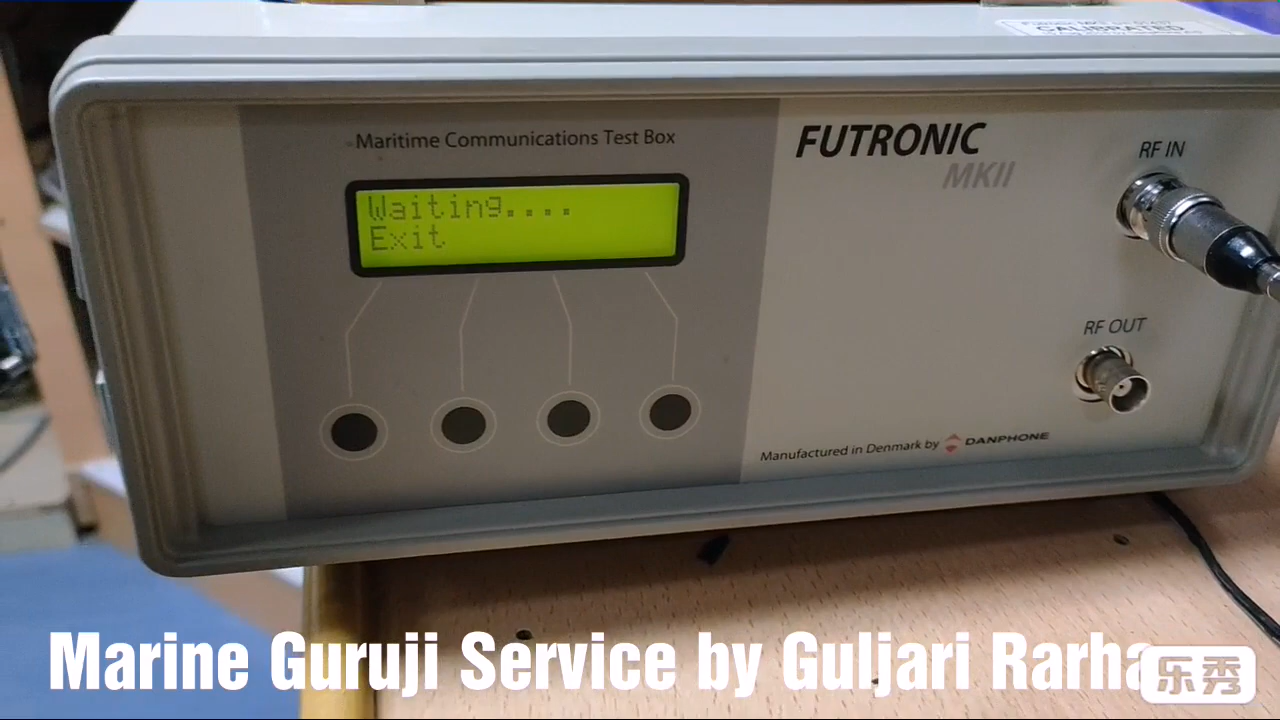 CALIBRATED
Maritime Communications Test Box
FUTRONIC
MKII
RF IN
Waiting....
Exit
RF OUT
Manufactured in Denmark by DANPHONE
Marine Guruji Service by Guljari Rarha
乐秀